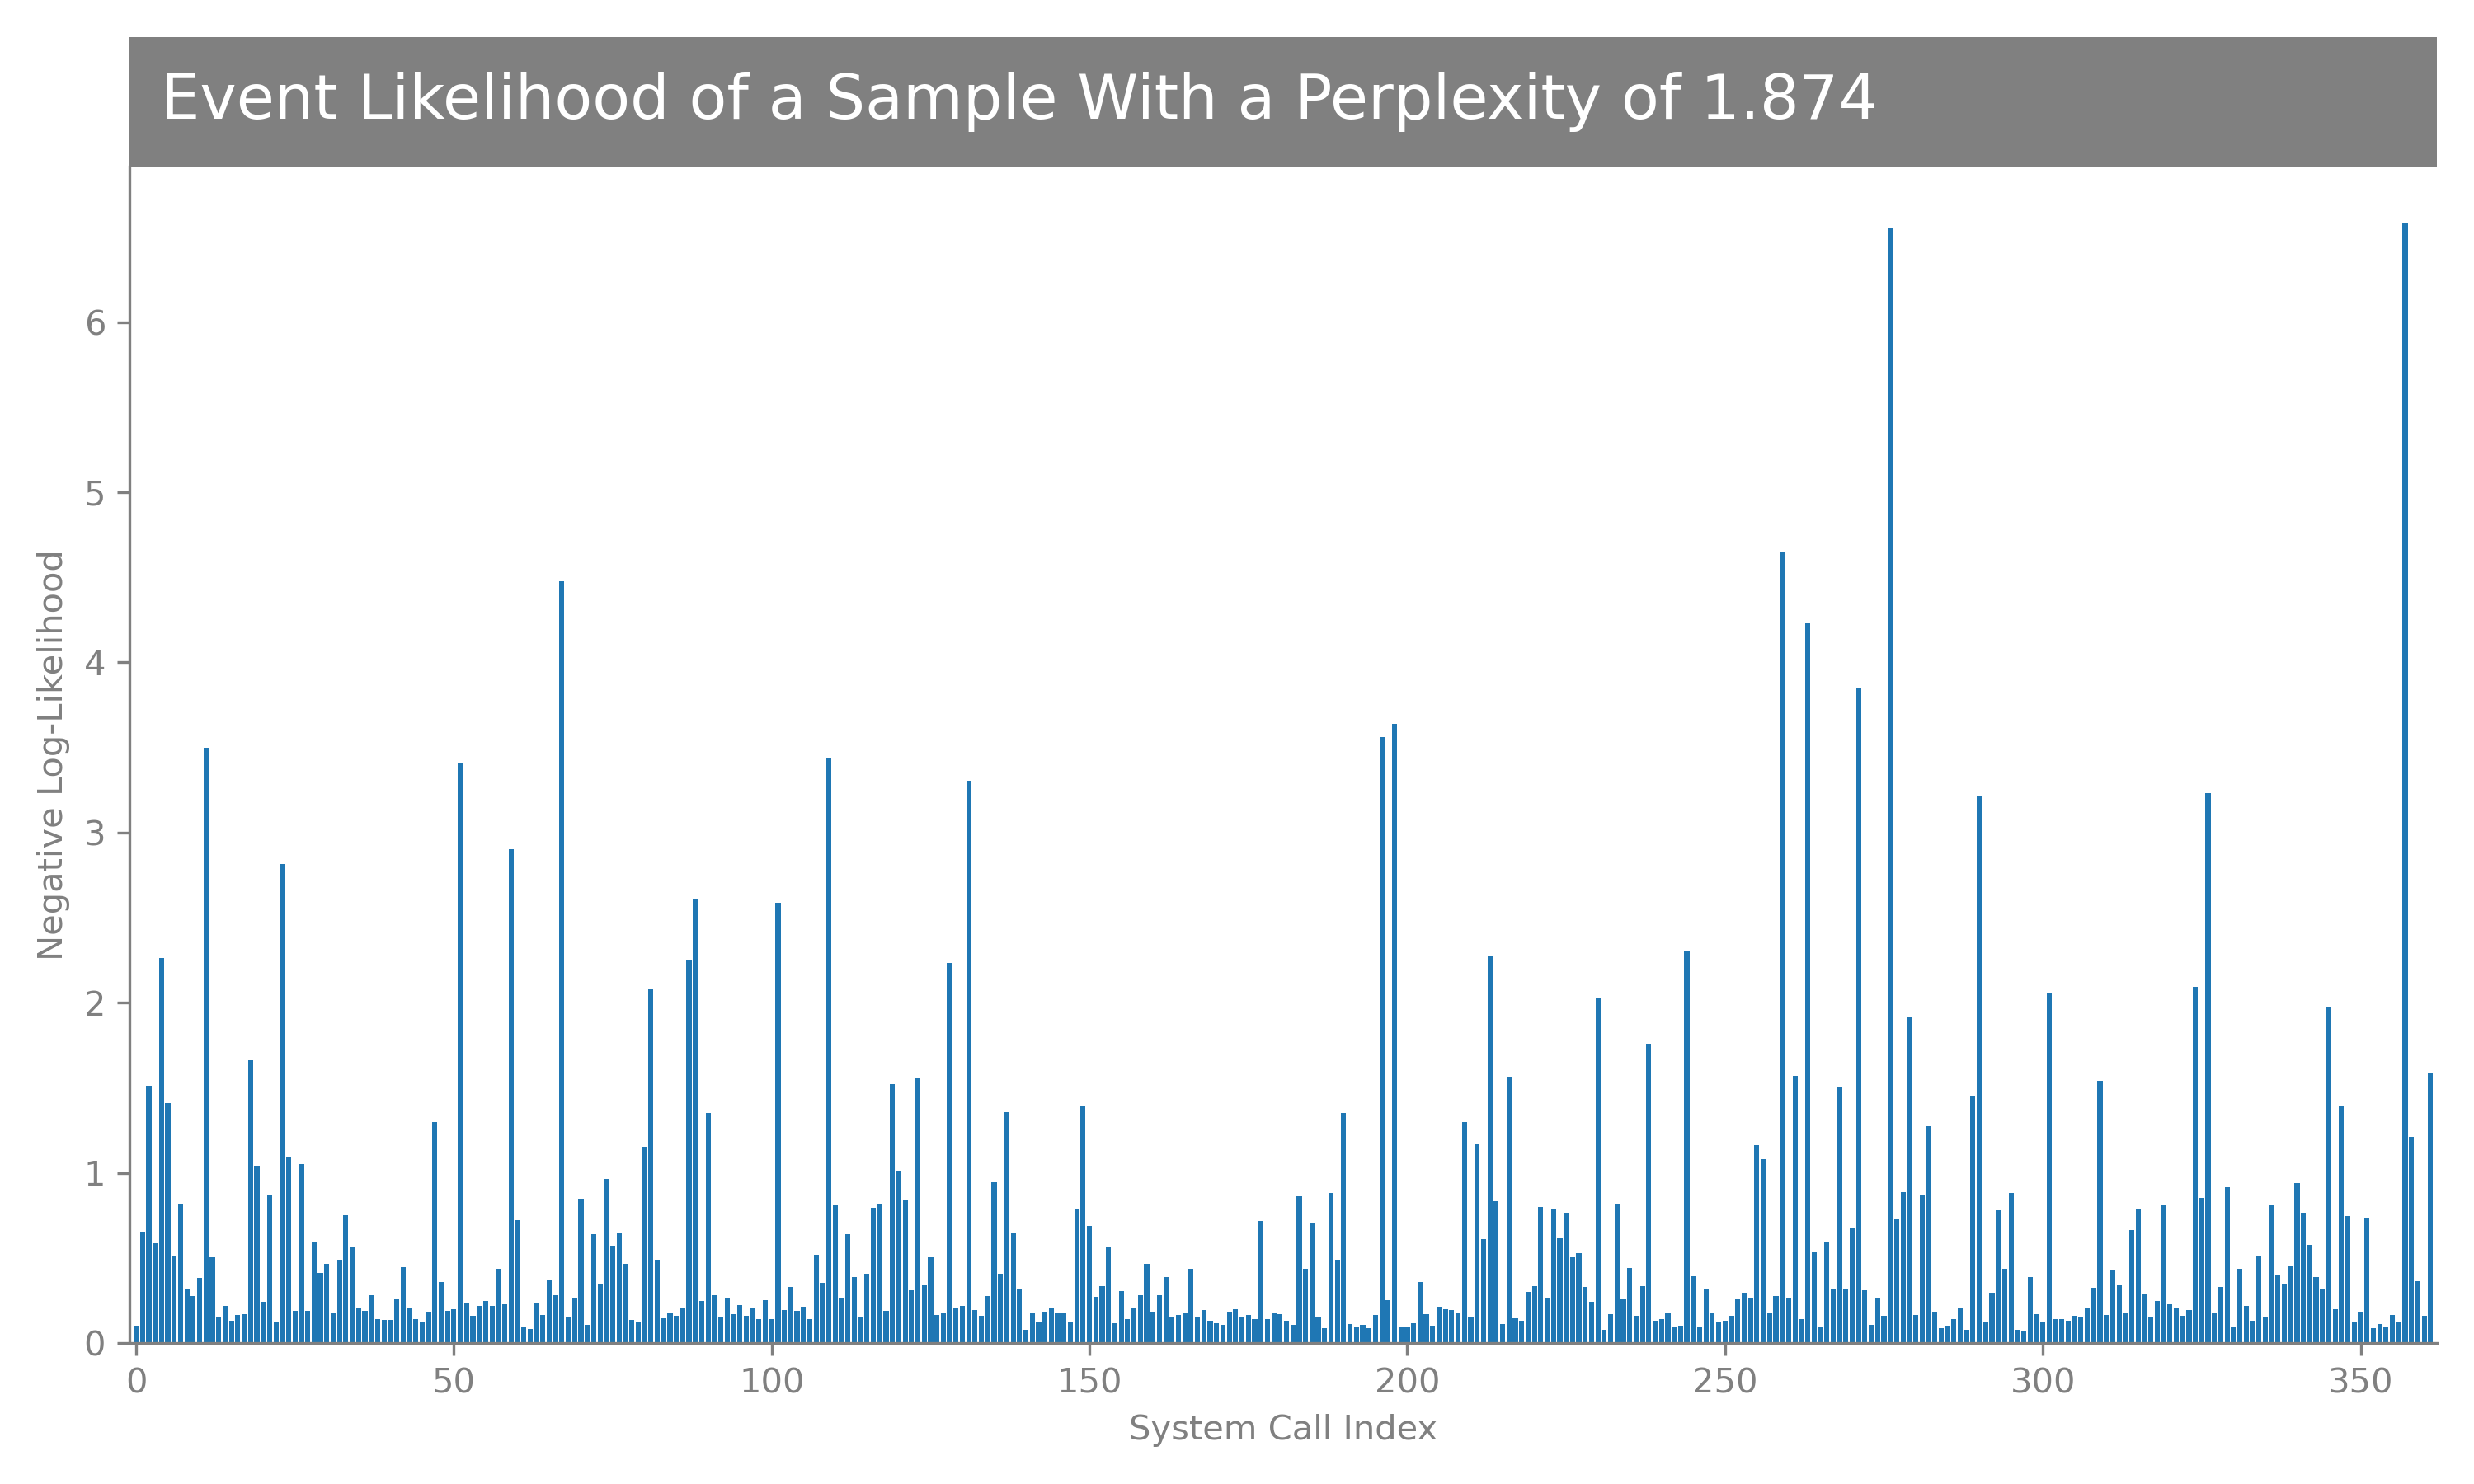 Event Likelihood of a Sample With a Perplexity of 1.874
Negative Log-Likelihood
6
5
4
3
2
1
0
0 50 100 150 200 250 300 350
System Call Index